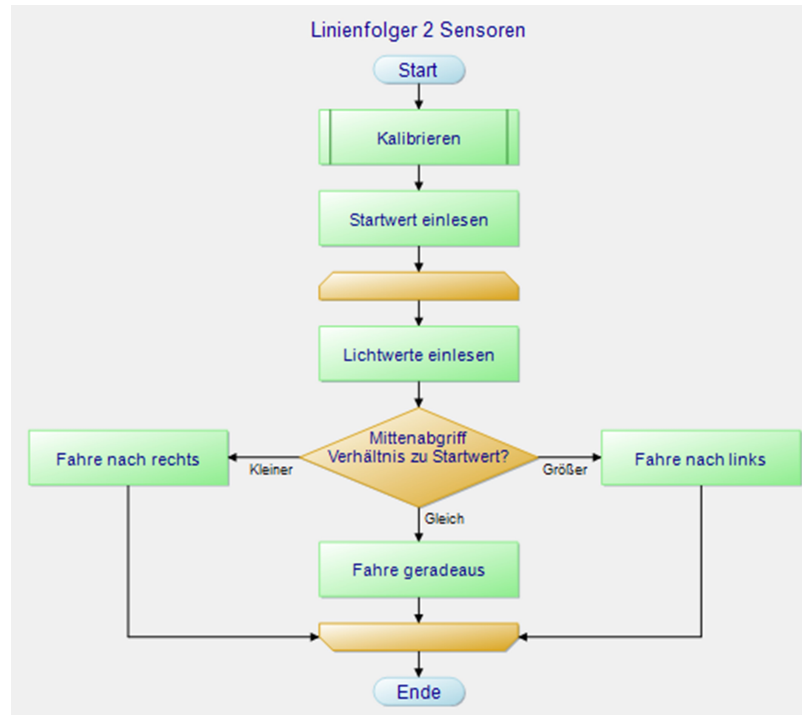 Linienfolger 2 Sensoren
Start
Kalibrieren
Startwert einlesen
Lichtwerte einlesen
Mittenabgriff
Verhältnis zu Startwert?
Fahre nach rechts
Kleiner
Größer
Fahre nach links
Gleich
Fahre geradeaus
Ende